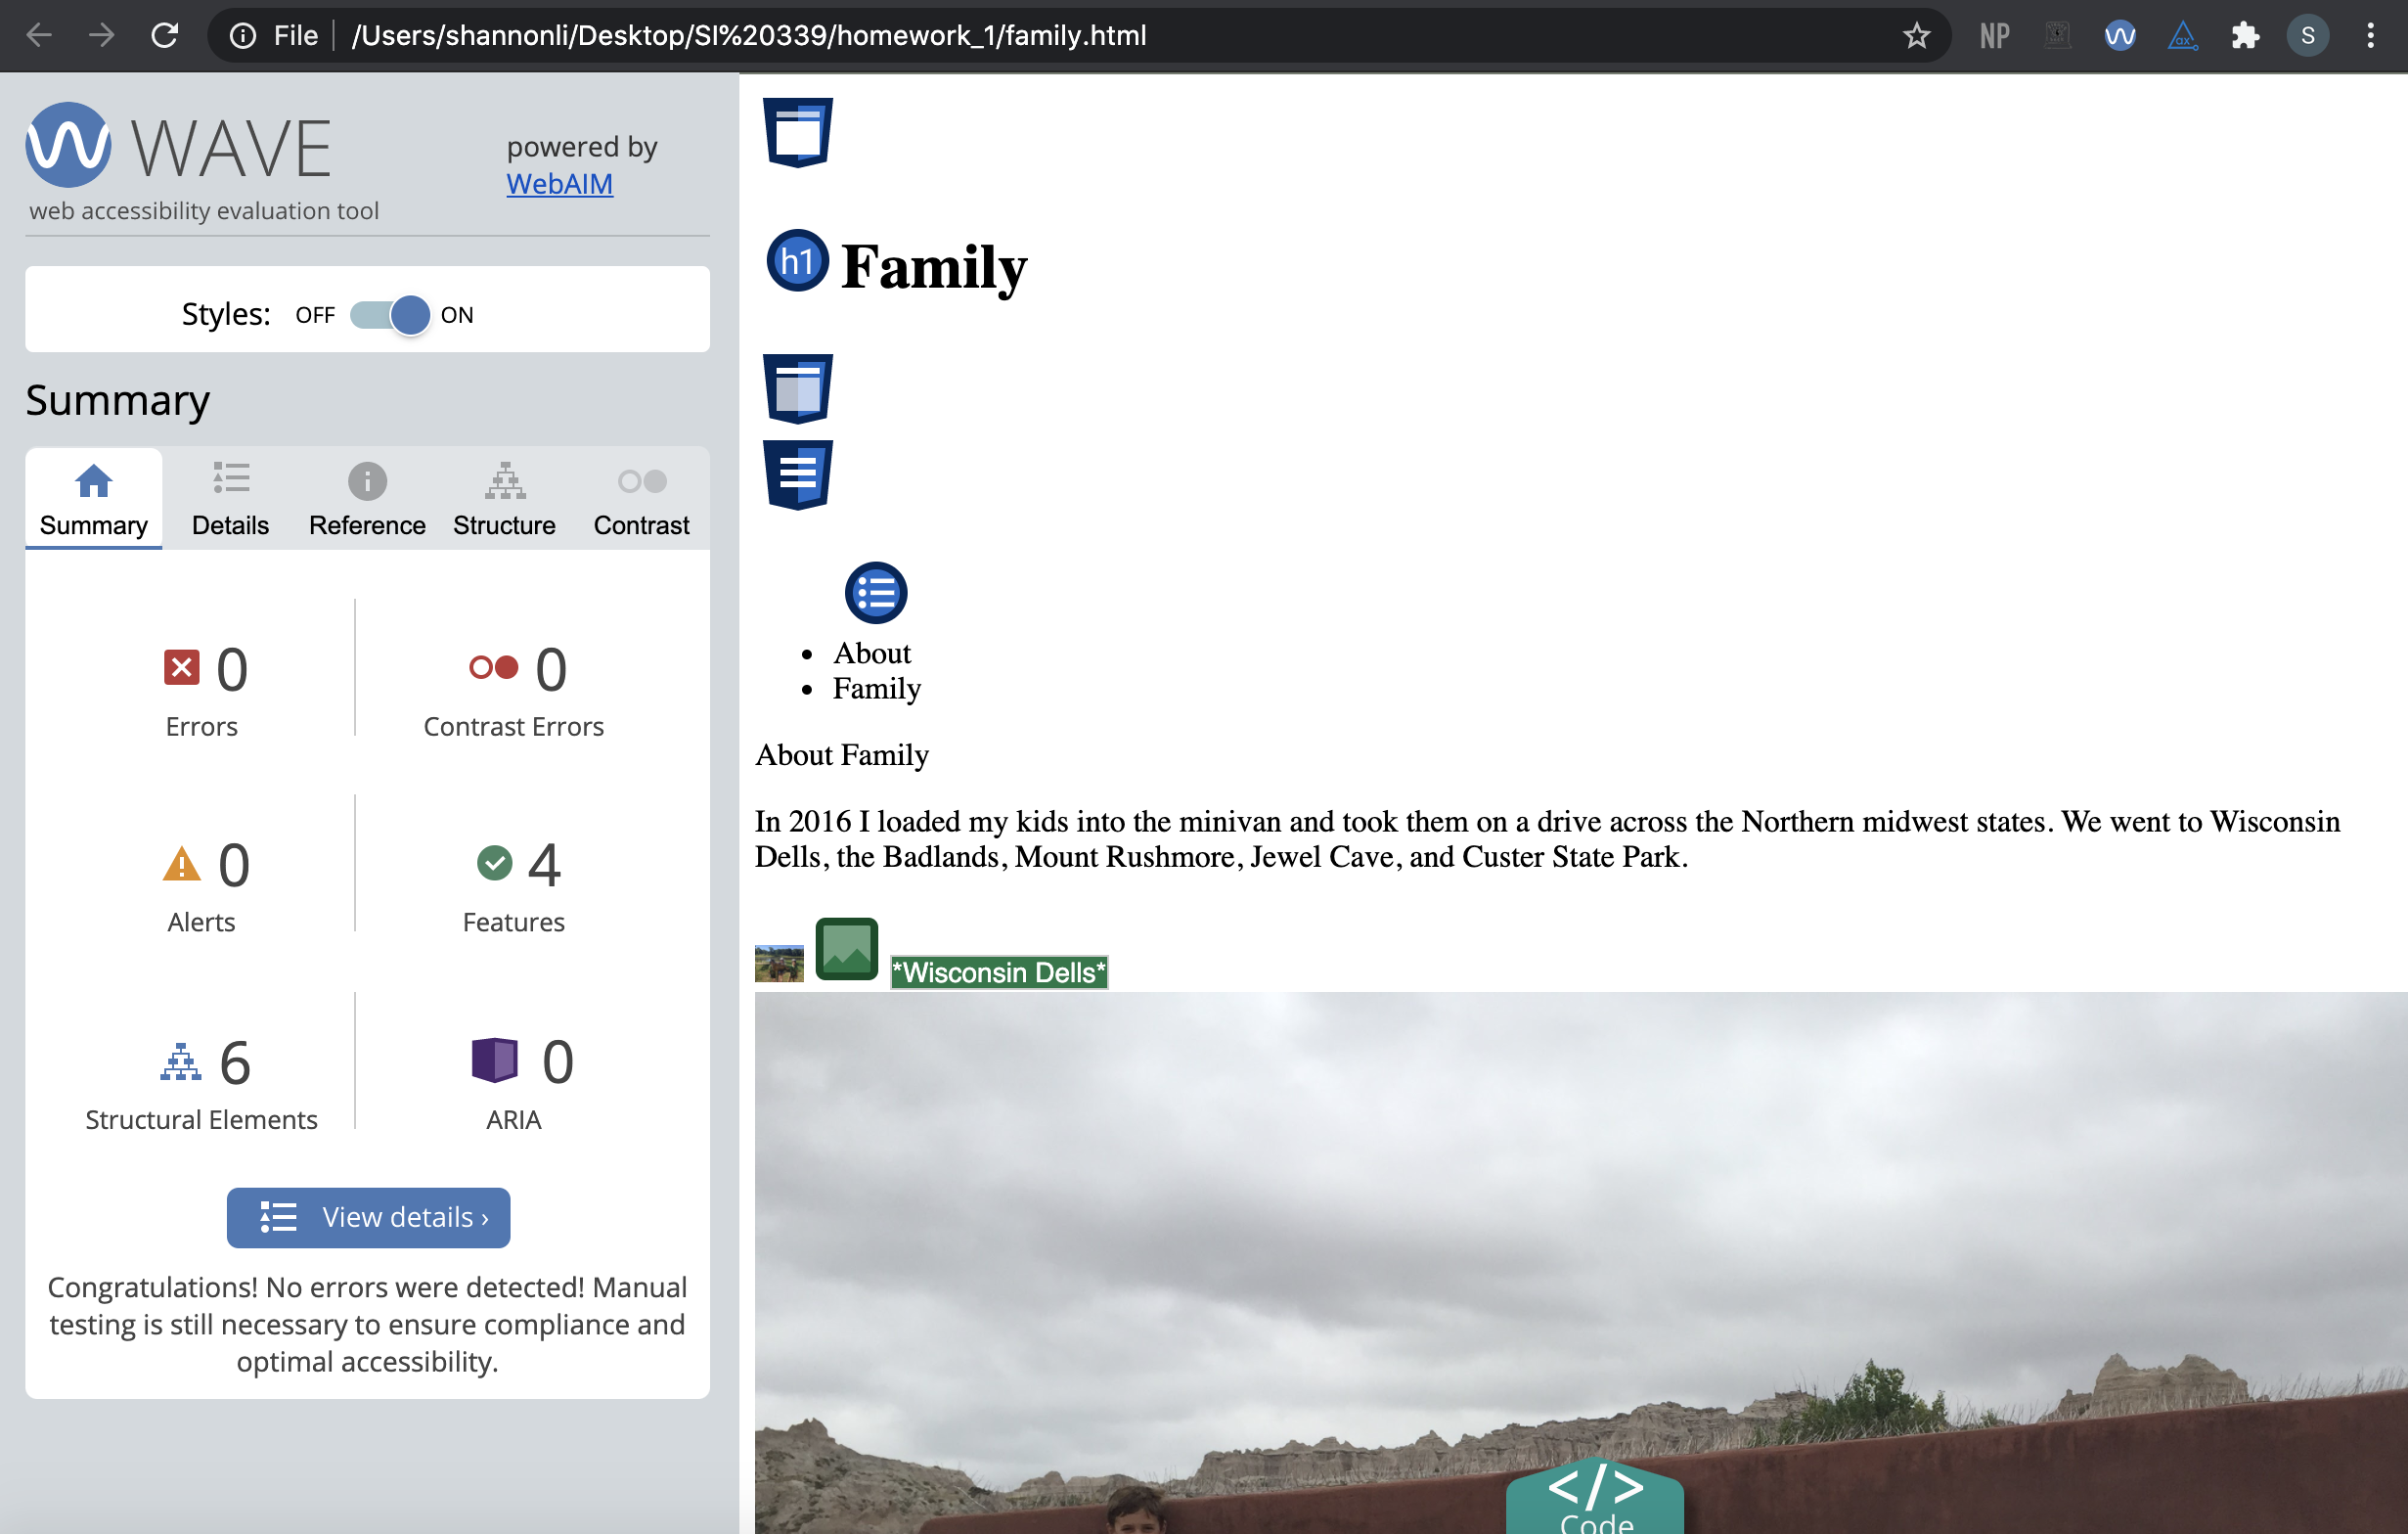 File /Users/shannonli/Desktop/SI%20339/homework_1/family.html
NP
ax
S
WAVE
web accessibility evaluation tool
powered by
WebAIM
Styles: OFF ON
Summary
Summary Details Reference Structure Contrast
0 0
Errors Contrast Errors
0 4
Alerts Features
6 0
Structural Elements ARIA
View details ›
Congratulations! No errors were detected! Manual
testing is still necessary to ensure compliance and
optimal accessibility.
h1 Family
• About
• Family
About Family
In 2016 I loaded my kids into the minivan and took them on a drive across the Northern midwest states. We went to Wisconsin
Dells, the Badlands, Mount Rushmore, Jewel Cave, and Custer State Park.
*Wisconsin Dells*
</>
Code